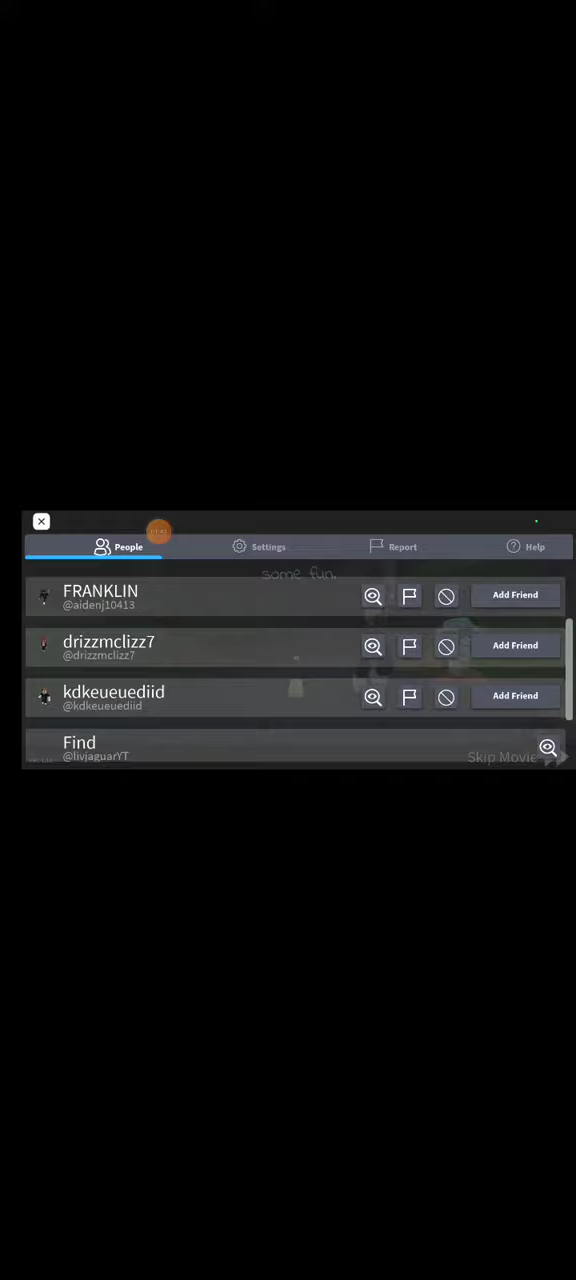 People
Settings
Report
Help
some fun.
FRANKLIN
@aidenj10413
Add Friend
drizzmclizz7
@drizzmclizz7
Add Friend
kdkeueuediid
@kdkeueuediid
Add Friend
Find
@livjaguarYT
Skip Movie